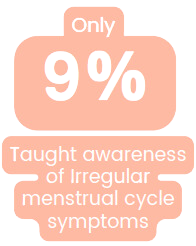 Only
9%
Taught awareness
of Irregular
menstrual cycle
symptoms